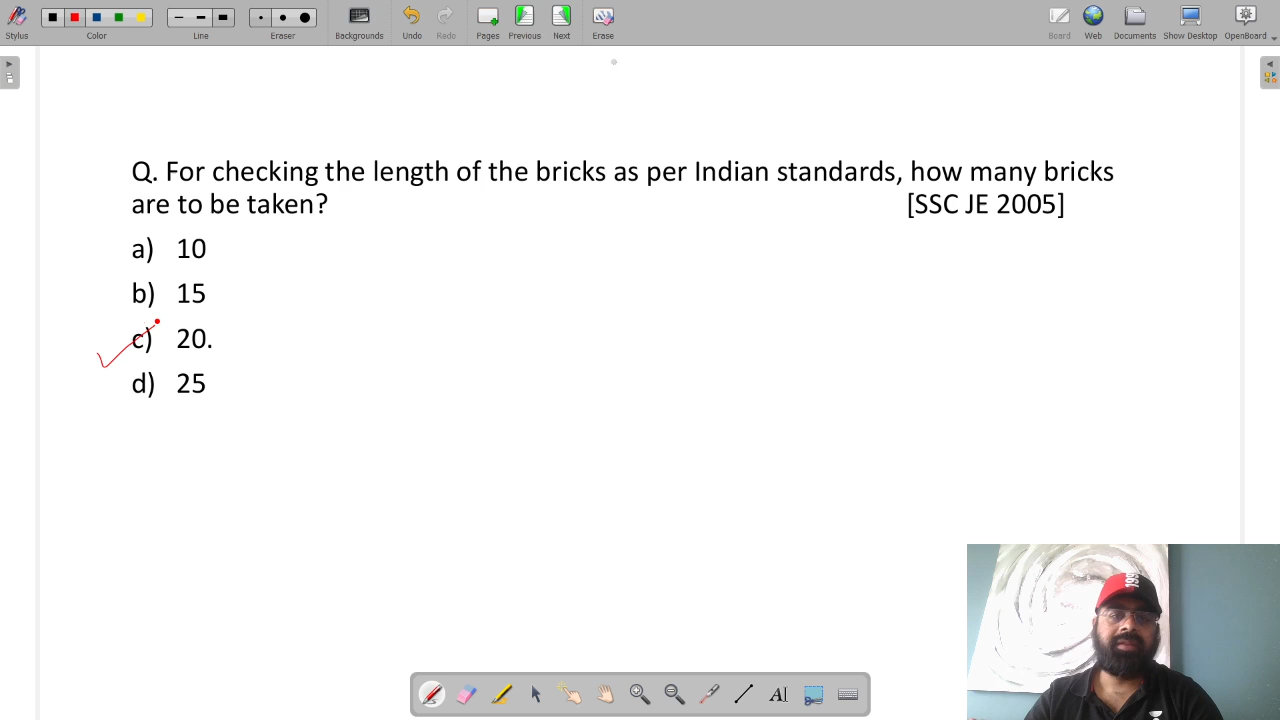 Stylus
Color
Line
Eraser
Backgrounds
Undo
Redo
Pages
Previous
Next
Erase
Board
Web
Documents
Show Desktop
OpenBoard
Q. For checking the length of the bricks as per Indian standards, how many bricks
are to be taken? [SSC JE 2005]
a) 10
b) 15
c) 20.
d) 25
AI